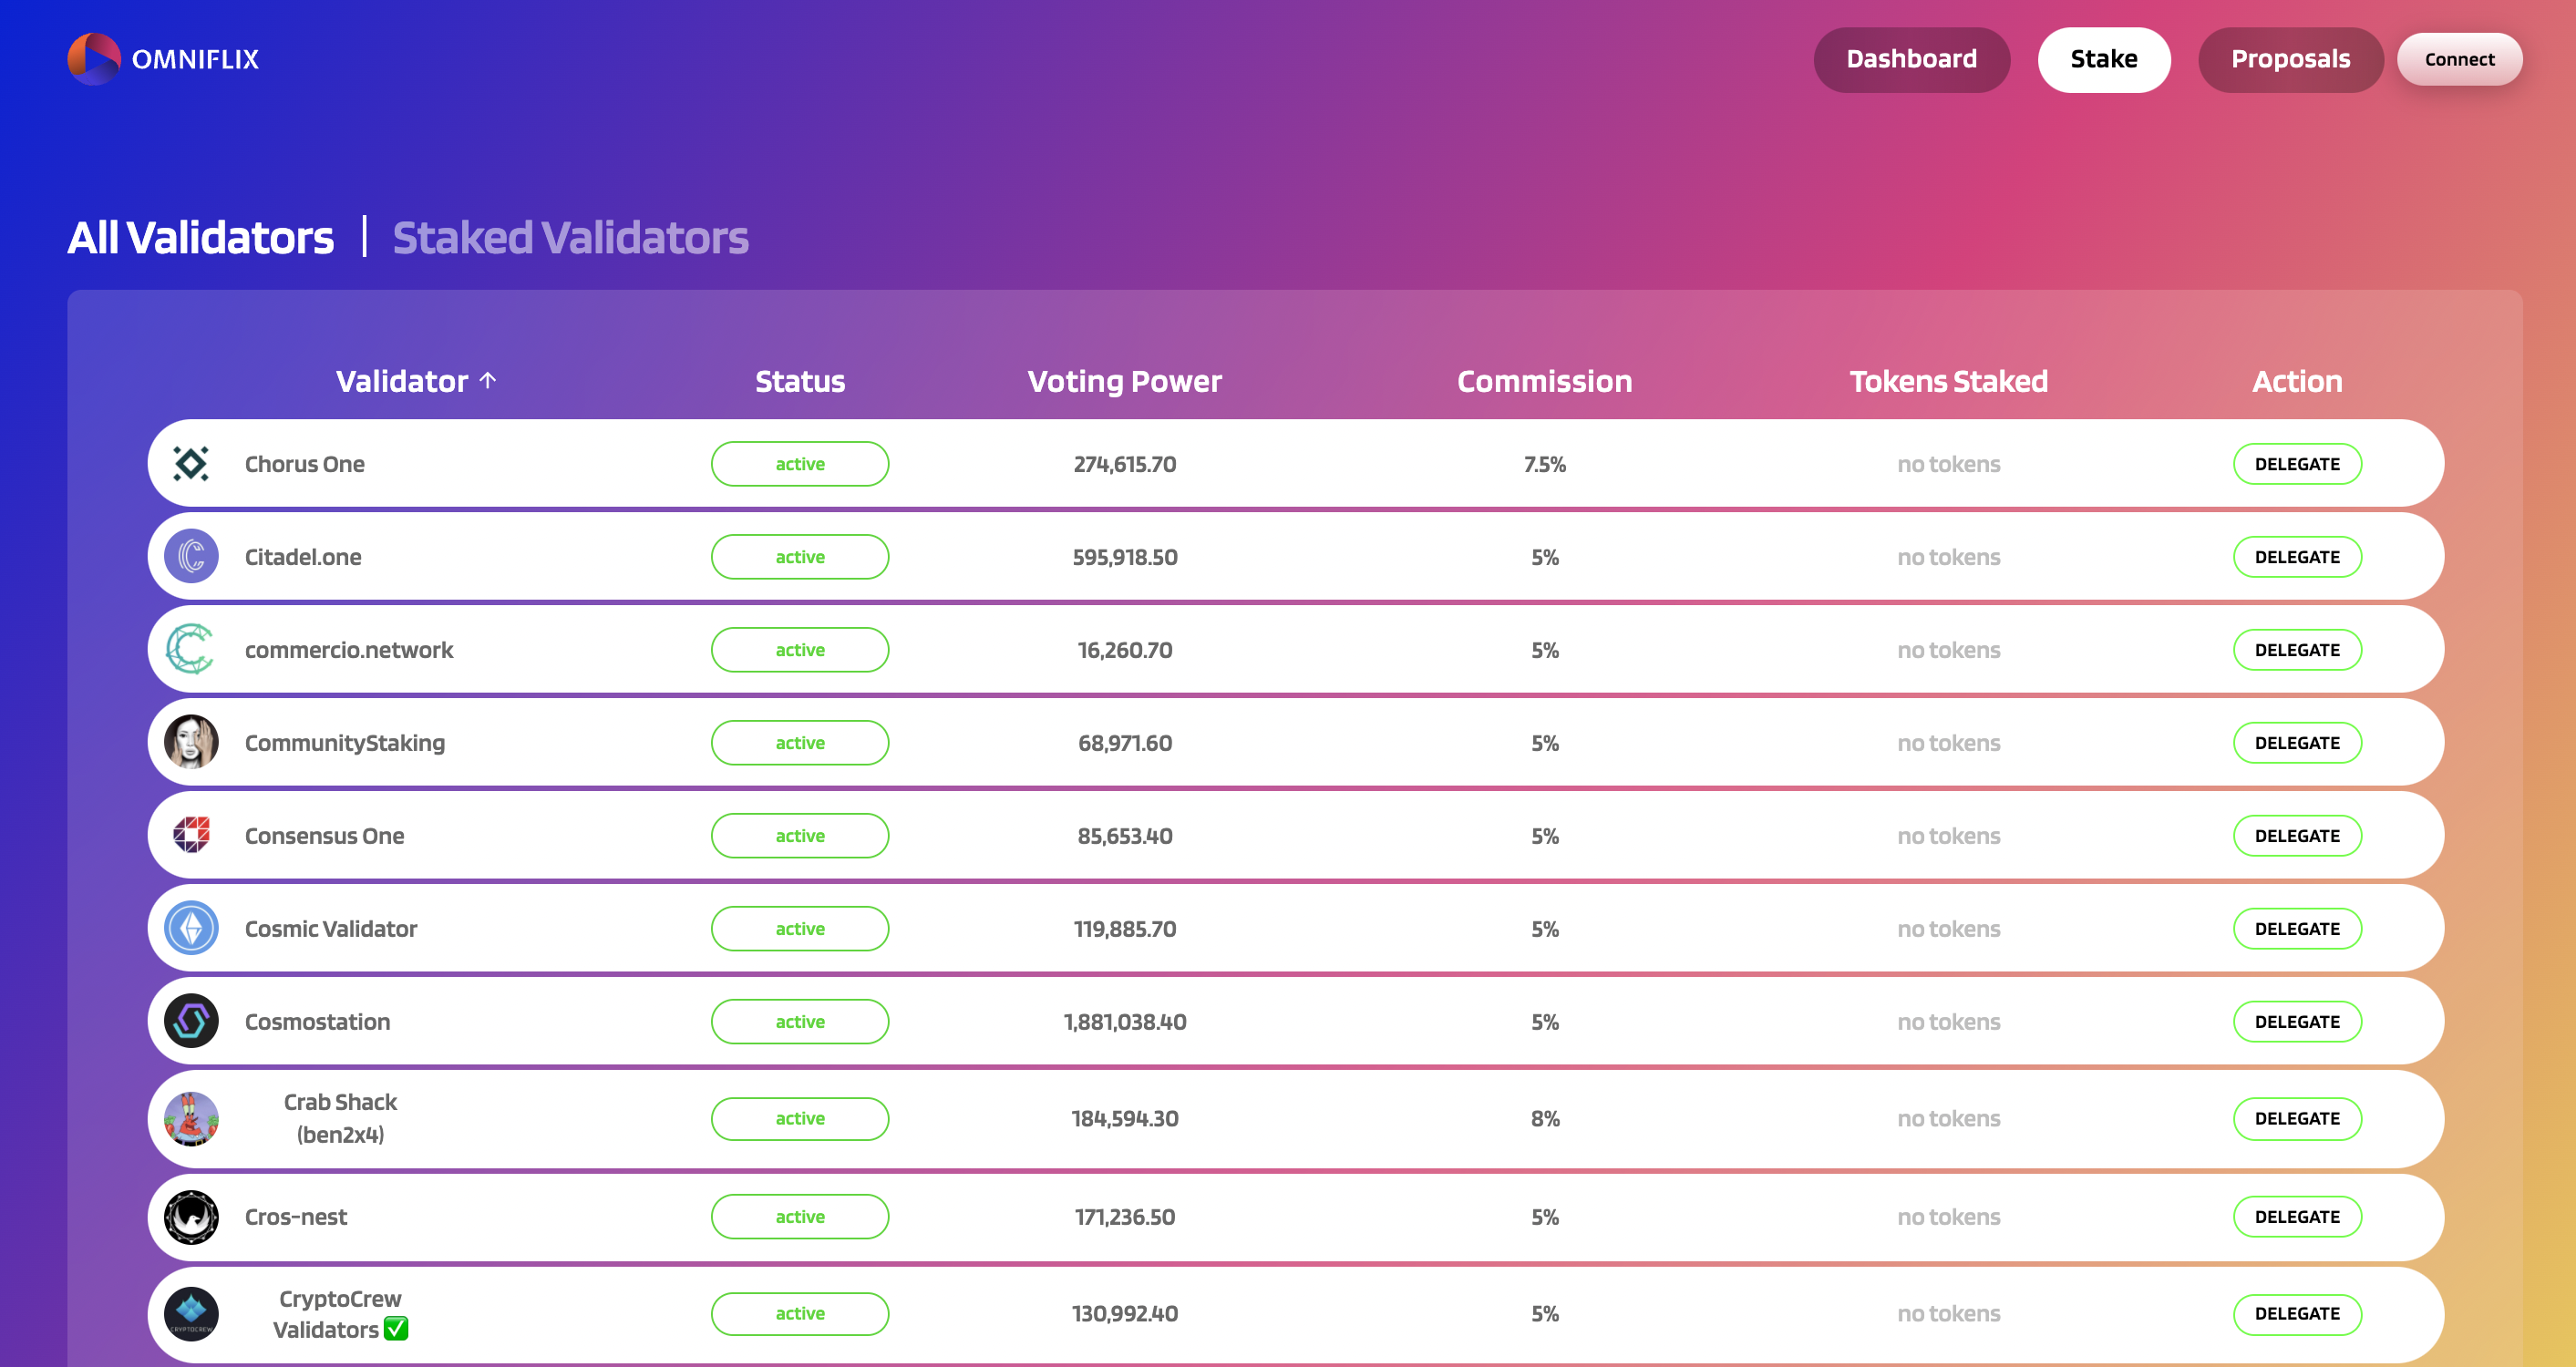 OMNIFLIX
Dashboard Stake Proposals Connect
All Validators | Staked Validators
Validator ↑ Status Voting Power Commission Tokens Staked Action
Chorus One active 274,615.70 7.5% no tokens DELEGATE
Citadel.one active 595,918.50 5% no tokens DELEGATE
commercio.network active 16,260.70 5% no tokens DELEGATE
CommunityStaking active 68,971.60 5% no tokens DELEGATE
Consensus One active 85,653.40 5% no tokens DELEGATE
Cosmic Validator active 119,885.70 5% no tokens DELEGATE
Cosmostation active 1,881,038.40 5% no tokens DELEGATE
Crab Shack
(ben2x4) active 184,594.30 8% no tokens DELEGATE
Cros-nest active 171,236.50 5% no tokens DELEGATE
CRYPTOCREW
CryptoCrew
Validators ✅ active 130,992.40 5% no tokens DELEGATE